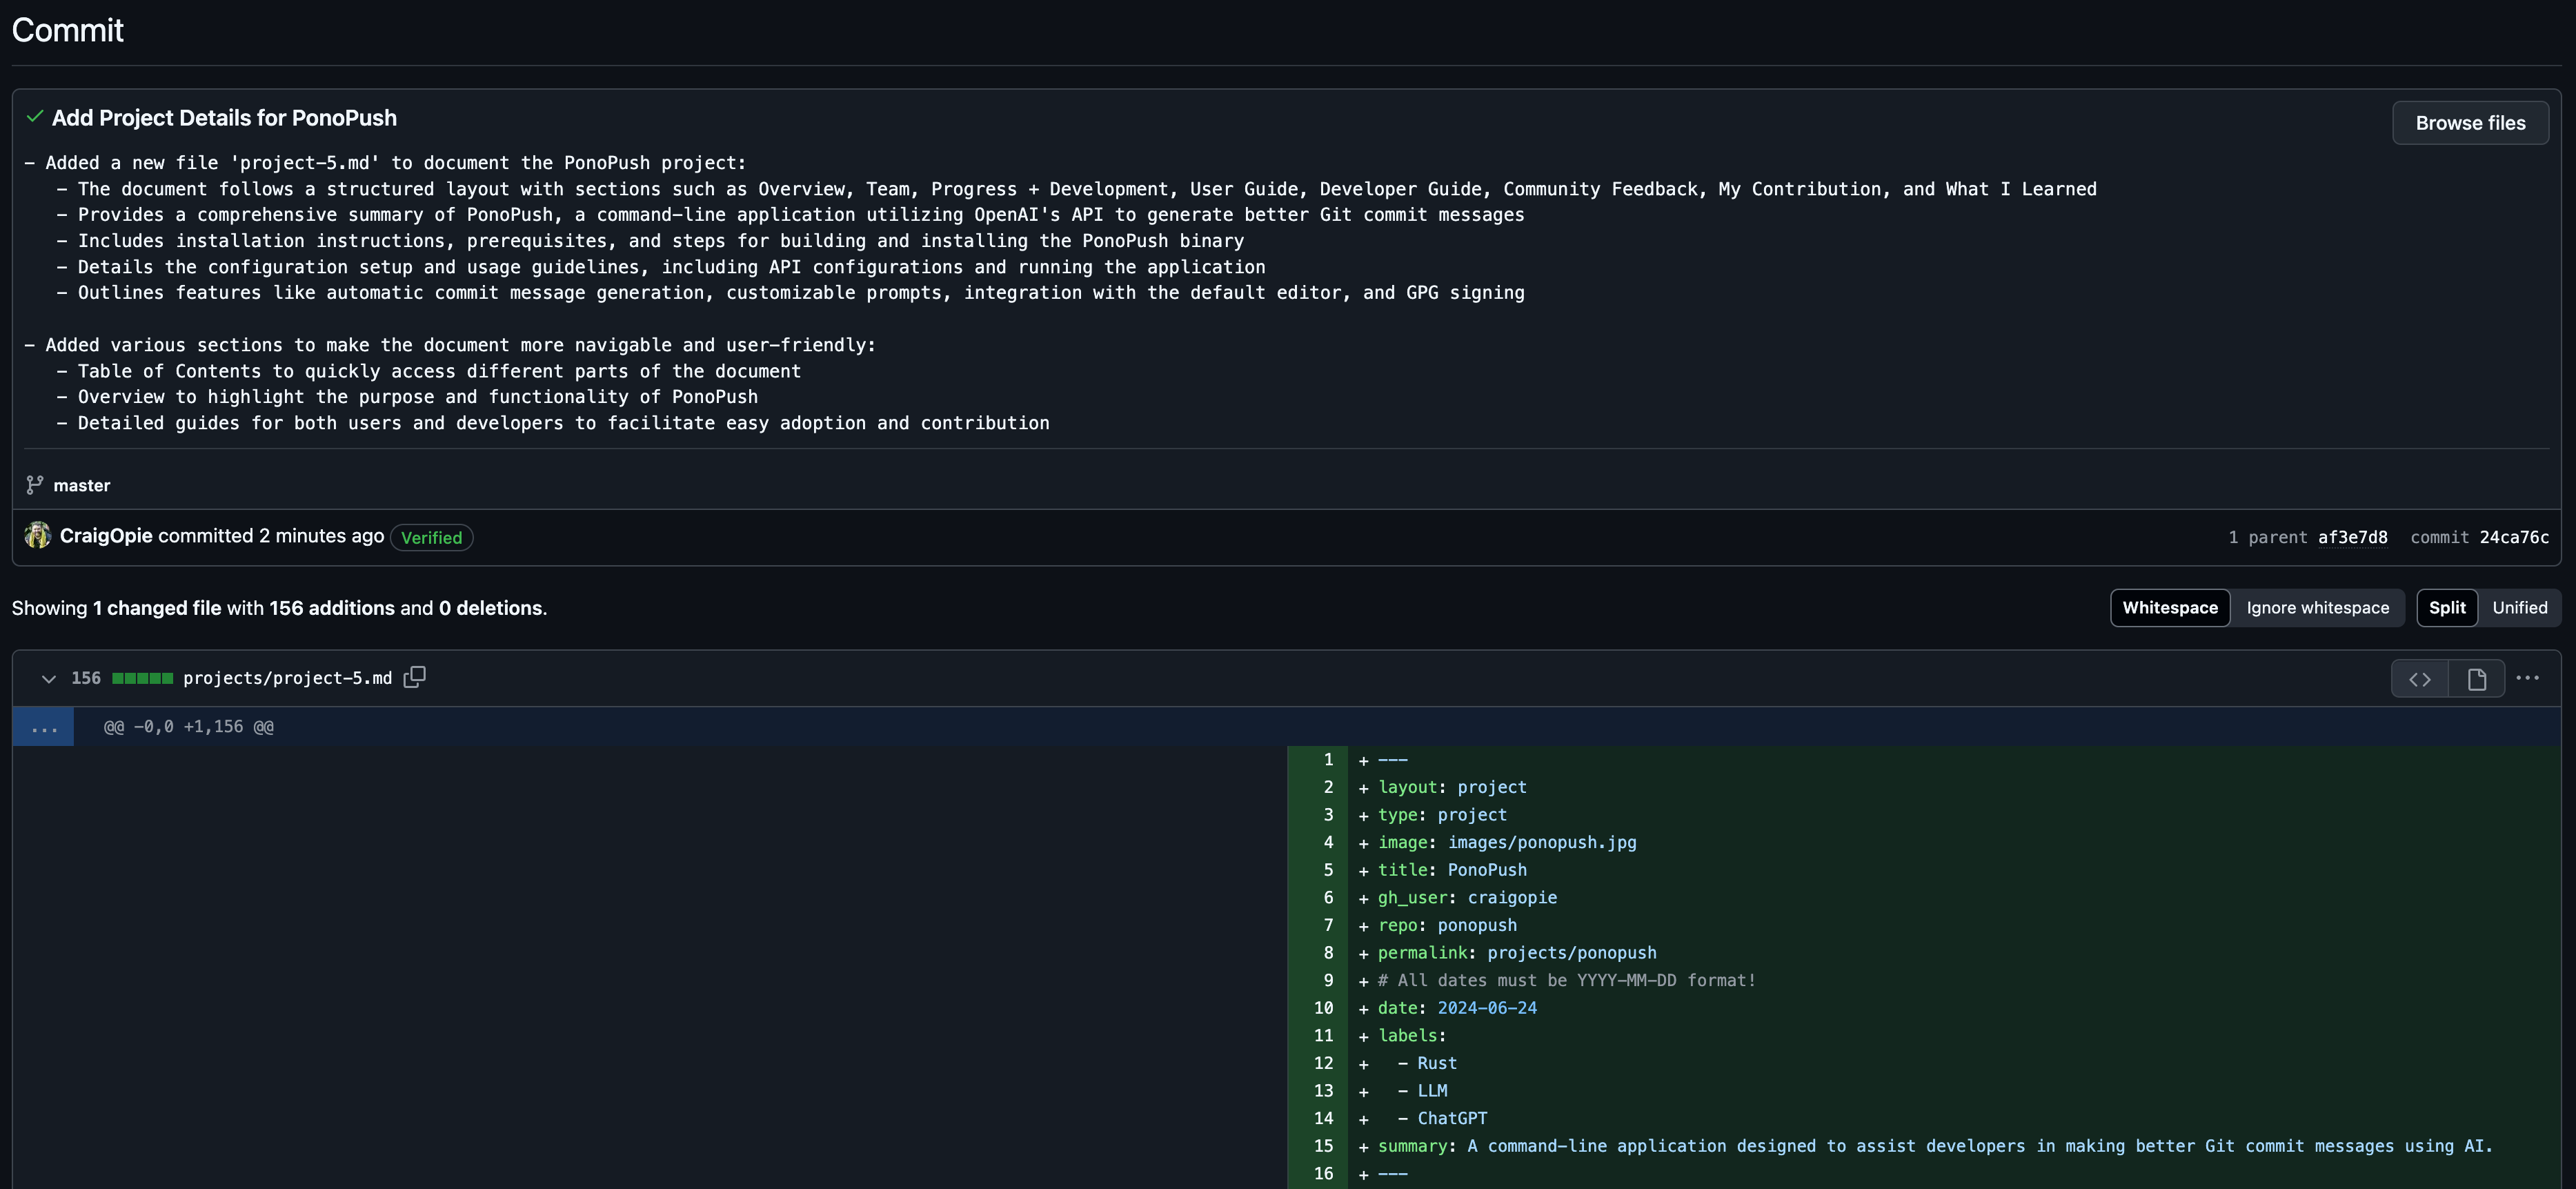 Commit
Add Project Details for PonoPush
Browse files
– Added a new file 'project-5.md' to document the PonoPush project:
– The document follows a structured layout with sections such as Overview, Team, Progress + Development, User Guide, Developer Guide, Community Feedback, My Contribution, and What I Learned
– Provides a comprehensive summary of PonoPush, a command-line application utilizing OpenAI's API to generate better Git commit messages
– Includes installation instructions, prerequisites, and steps for building and installing the PonoPush binary
– Details the configuration setup and usage guidelines, including API configurations and running the application
– Outlines features like automatic commit message generation, customizable prompts, integration with the default editor, and GPG signing
– Added various sections to make the document more navigable and user-friendly:
– Table of Contents to quickly access different parts of the document
– Overview to highlight the purpose and functionality of PonoPush
– Detailed guides for both users and developers to facilitate easy adoption and contribution
master
CraigOpie committed 2 minutes ago Verified 1 parent af3e7d8 commit 24ca76c
Showing 1 changed file with 156 additions and 0 deletions. Whitespace Ignore whitespace Split Unified
156 projects/project-5.md
... @@ -0,0 +1,156 @@
1 + ---
2 + layout: project
3 + type: project
4 + image: images/ponopush.jpg
5 + title: PonoPush
6 + gh_user: craigopie
7 + repo: ponopush
8 + permalink: projects/ponopush
9 + # All dates must be YYYY-MM-DD format!
10 + date: 2024-06-24
11 + labels:
12 + - Rust
13 + - LLM
14 + - ChatGPT
15 + summary: A command-line application designed to assist developers in making better Git commit messages using AI.
16 + ---